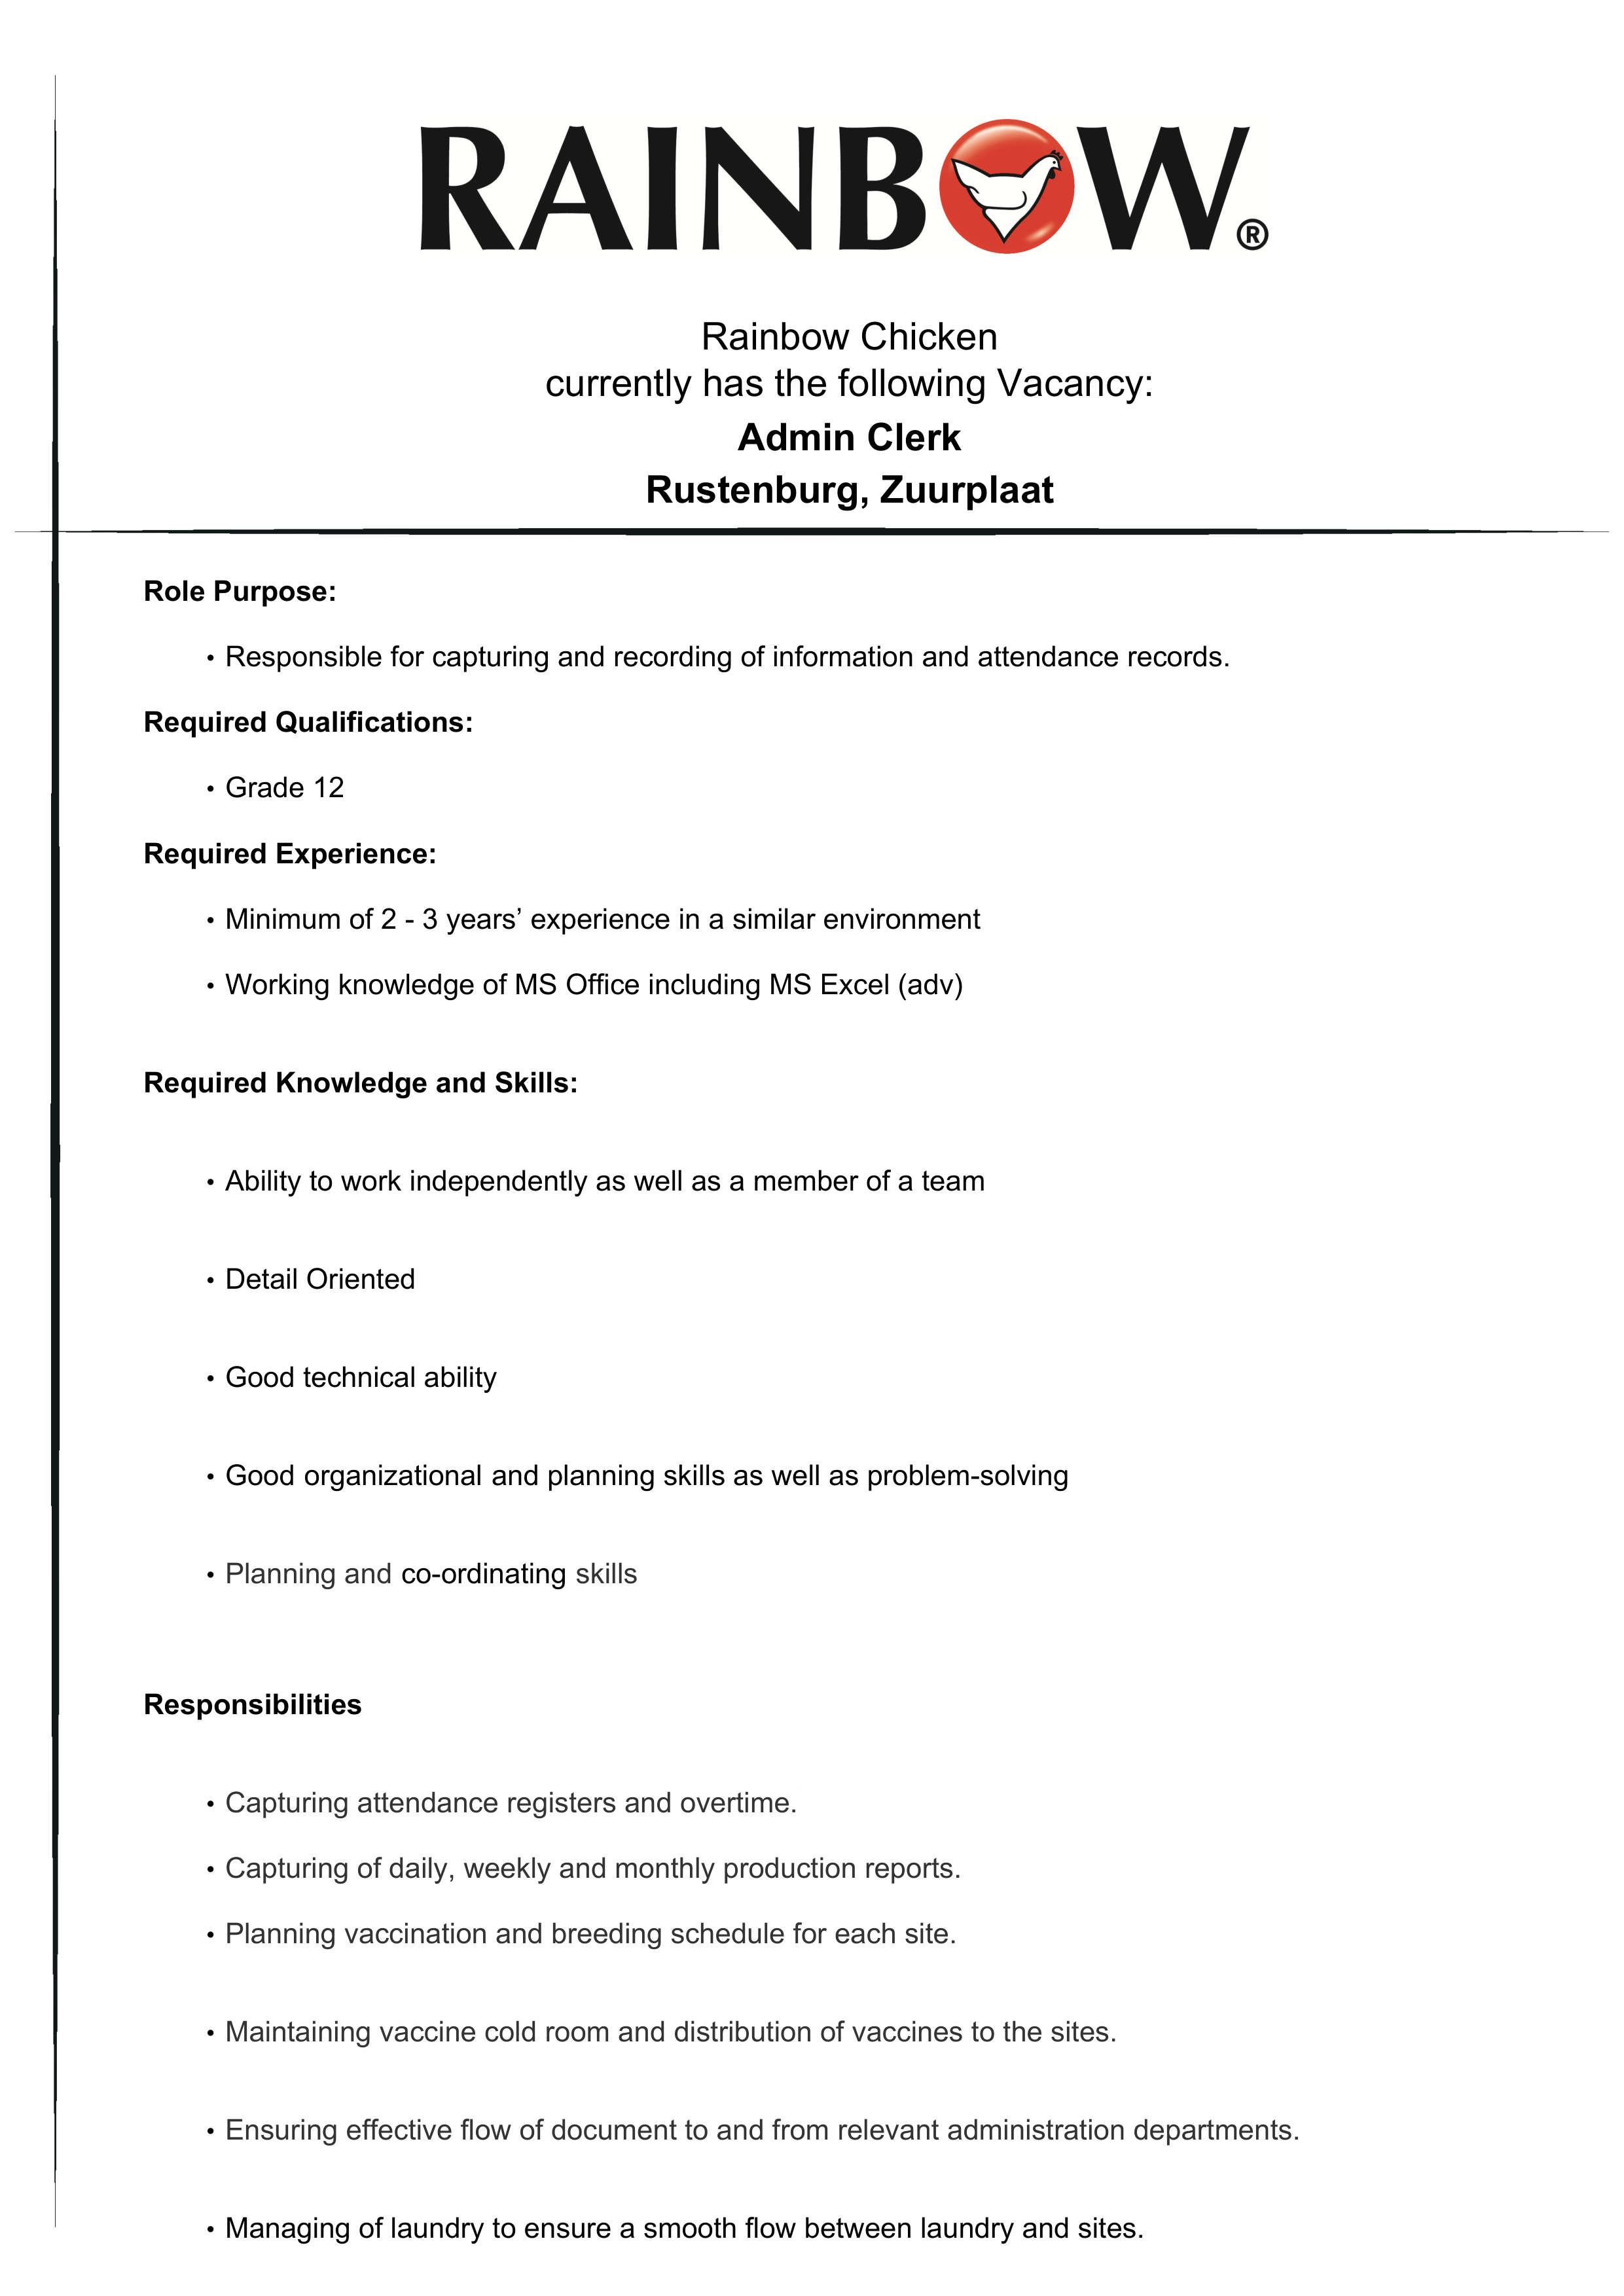 RAINBOW®
Rainbow Chicken
currently has the following Vacancy:
Admin Clerk
Rustenburg, Zuurplaat
Role Purpose:
• Responsible for capturing and recording of information and attendance records.
Required Qualifications:
• Grade 12
Required Experience:
• Minimum of 2 - 3 years’ experience in a similar environment
• Working knowledge of MS Office including MS Excel (adv)
Required Knowledge and Skills:
• Ability to work independently as well as a member of a team
• Detail Oriented
• Good technical ability
• Good organizational and planning skills as well as problem-solving
• Planning and co-ordinating skills
Responsibilities
• Capturing attendance registers and overtime.
• Capturing of daily, weekly and monthly production reports.
• Planning vaccination and breeding schedule for each site.
• Maintaining vaccine cold room and distribution of vaccines to the sites.
• Ensuring effective flow of document to and from relevant administration departments.
• Managing of laundry to ensure a smooth flow between laundry and sites.